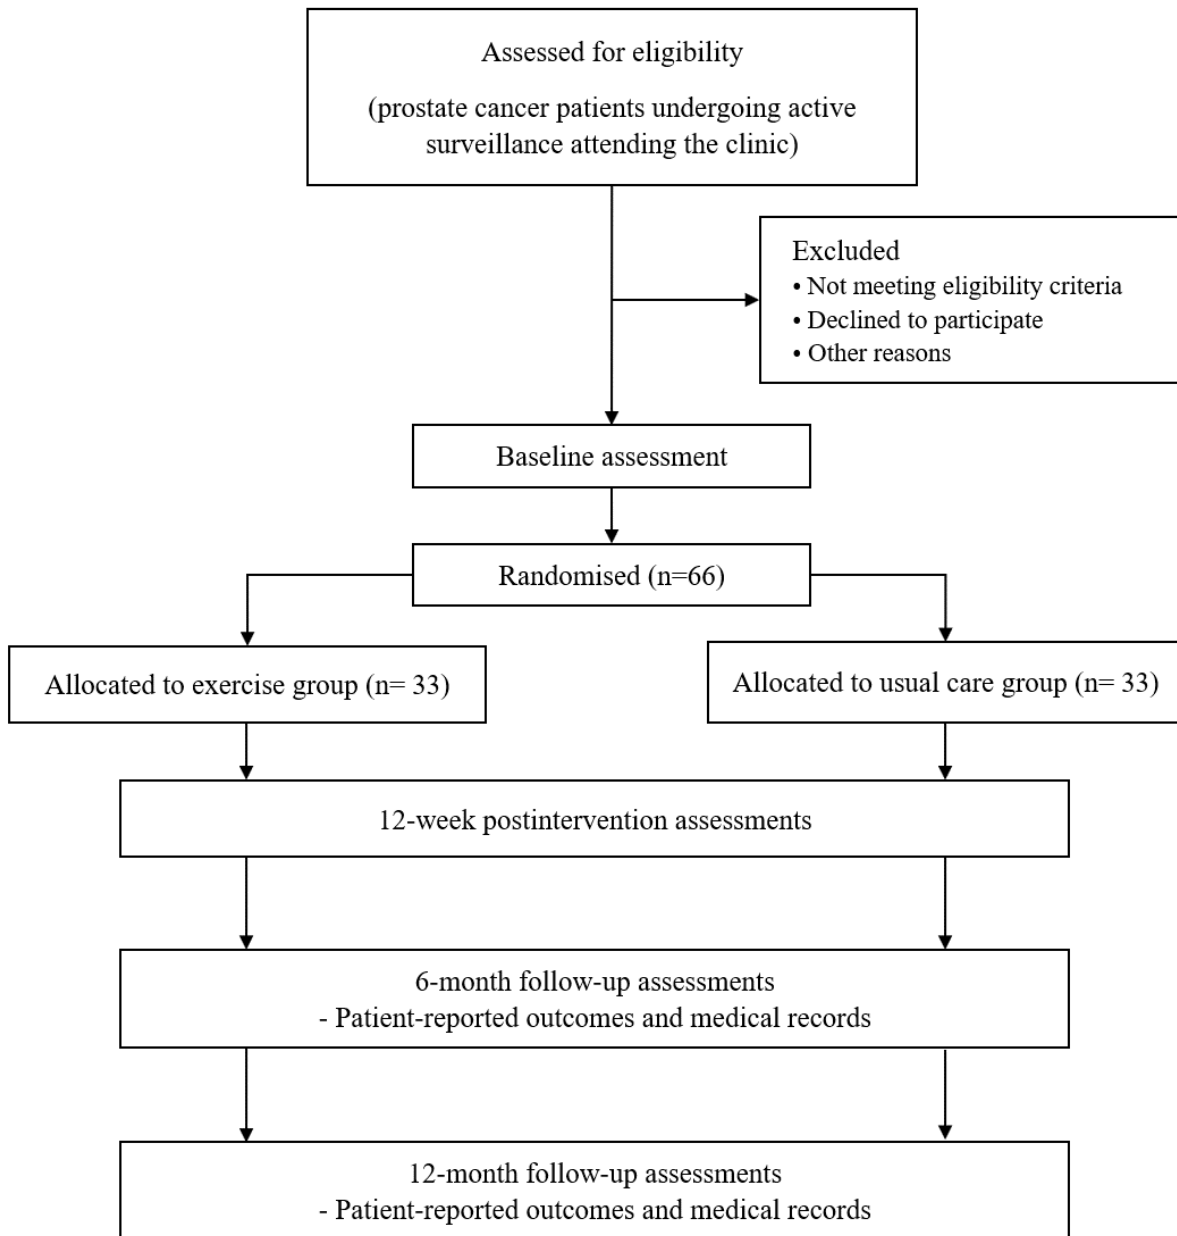 Assessed for eligibility
(prostate cancer patients undergoing active
surveillance attending the clinic)
Excluded
• Not meeting eligibility criteria
• Declined to participate
• Other reasons
Baseline assessment
Randomised (n=66)
Allocated to exercise group (n= 33)
Allocated to usual care group (n= 33)
12-week postintervention assessments
6-month follow-up assessments
- Patient-reported outcomes and medical records
12-month follow-up assessments
- Patient-reported outcomes and medical records